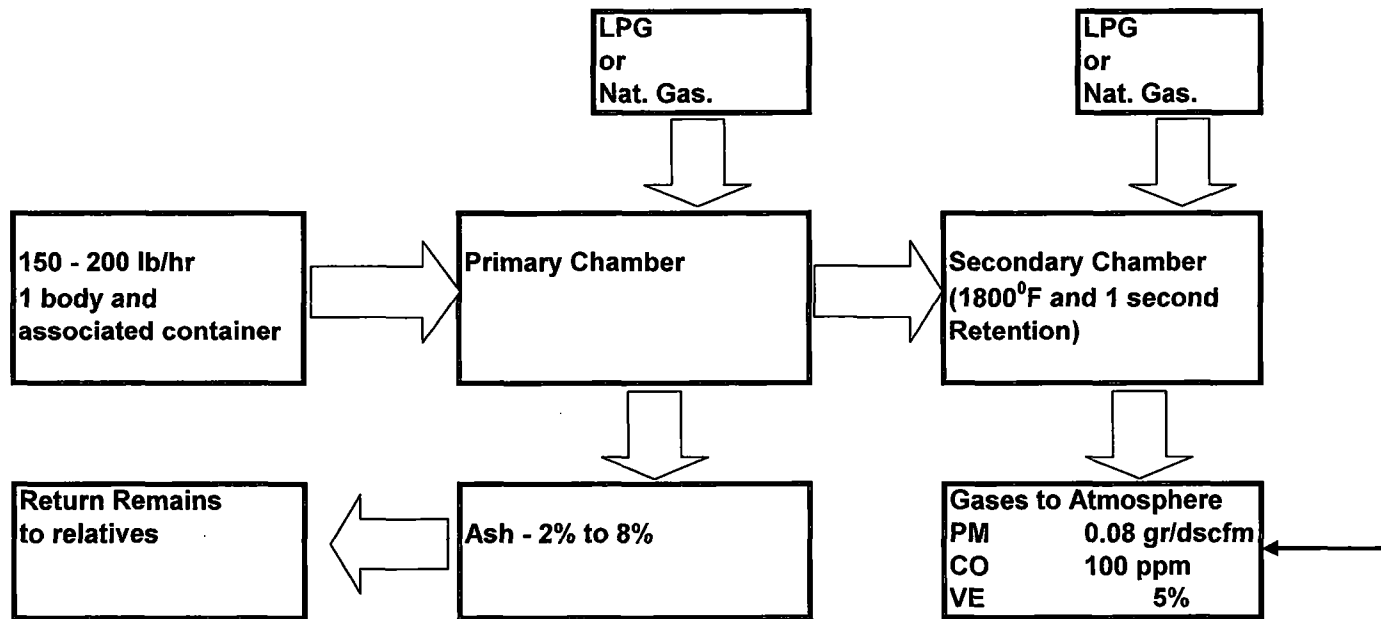 LPG
or
Nat. Gas.
LPG
or
Nat. Gas.
150 - 200 lb/hr
1 body and
associated container
Primary Chamber
Secondary Chamber
(1800⁰F and 1 second
Retention)
Return Remains
to relatives
Ash - 2% to 8%
Gases to Atmosphere
PM 0.08 gr/dscfm
CO 100 ppm
VE 5%